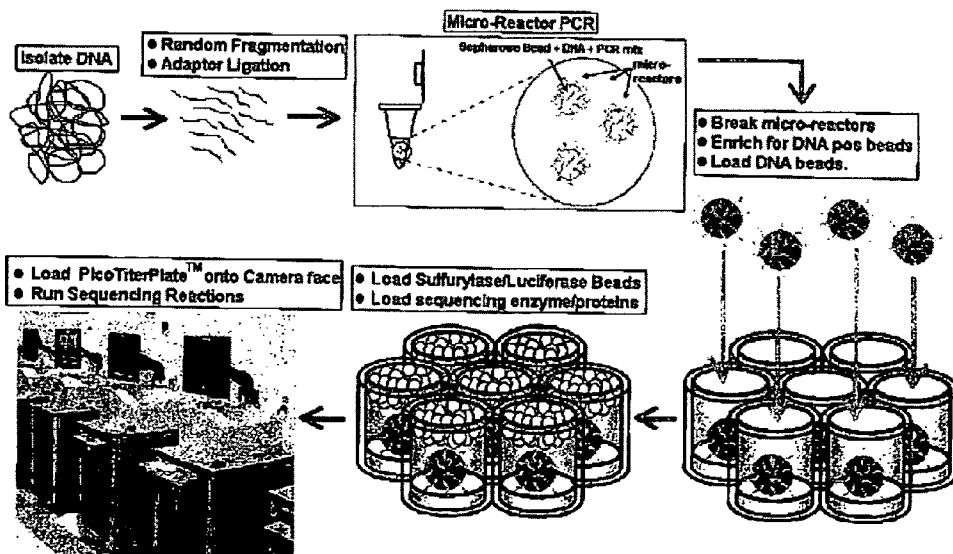 Micro-Reactor PCR
Isolate DNA
● Random Fragmentation
● Adaptor Ligation
Sepharose Bead + DNA + PCR mix
micro-
reactors
● Break micro-reactors
● Enrich for DNA pos beads
● Load DNA beads.
● Load PicoTiterPlate™ onto Camera face
● Run Sequencing Reactions
● Load Sulfurylase/Luciferase Beads
● Load sequencing enzyme/proteins